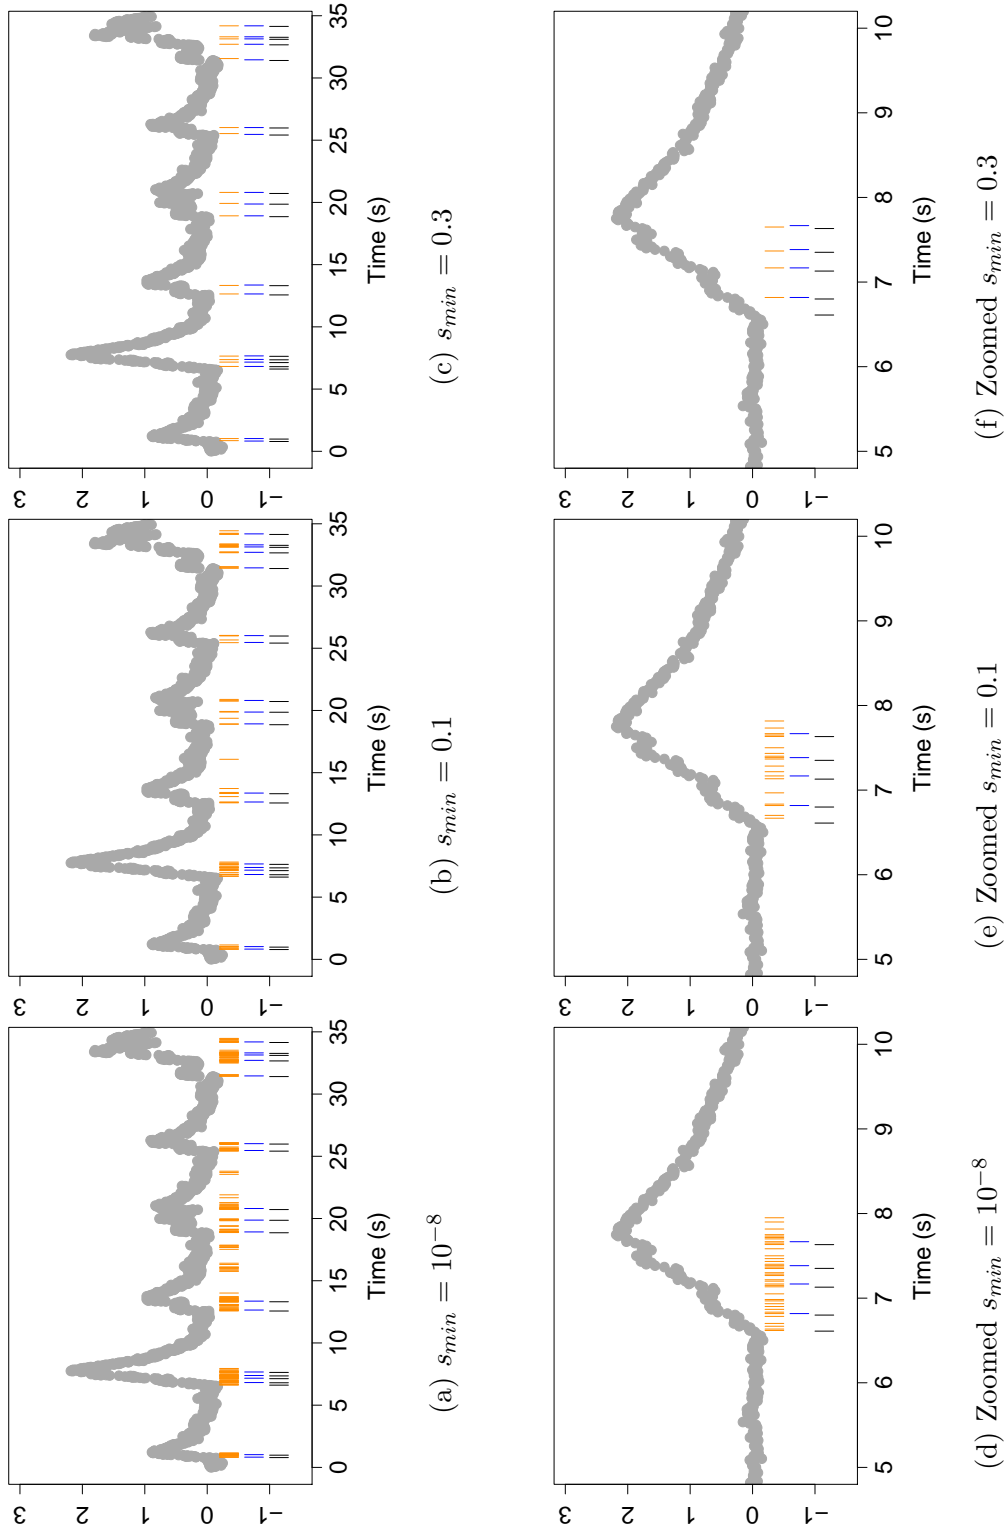 3
2
1
0
−1
0 5 10 15 20 25 30 35
Time (s)
(a) s_min = 10^−8
3
2
1
0
−1
0 5 10 15 20 25 30 35
Time (s)
(b) s_min = 0.1
3
2
1
0
−1
0 5 10 15 20 25 30 35
Time (s)
(c) s_min = 0.3
3
2
1
0
−1
5 6 7 8 9 10
Time (s)
(d) Zoomed s_min = 10^−8
3
2
1
0
−1
5 6 7 8 9 10
Time (s)
(e) Zoomed s_min = 0.1
3
2
1
0
−1
5 6 7 8 9 10
Time (s)
(f) Zoomed s_min = 0.3